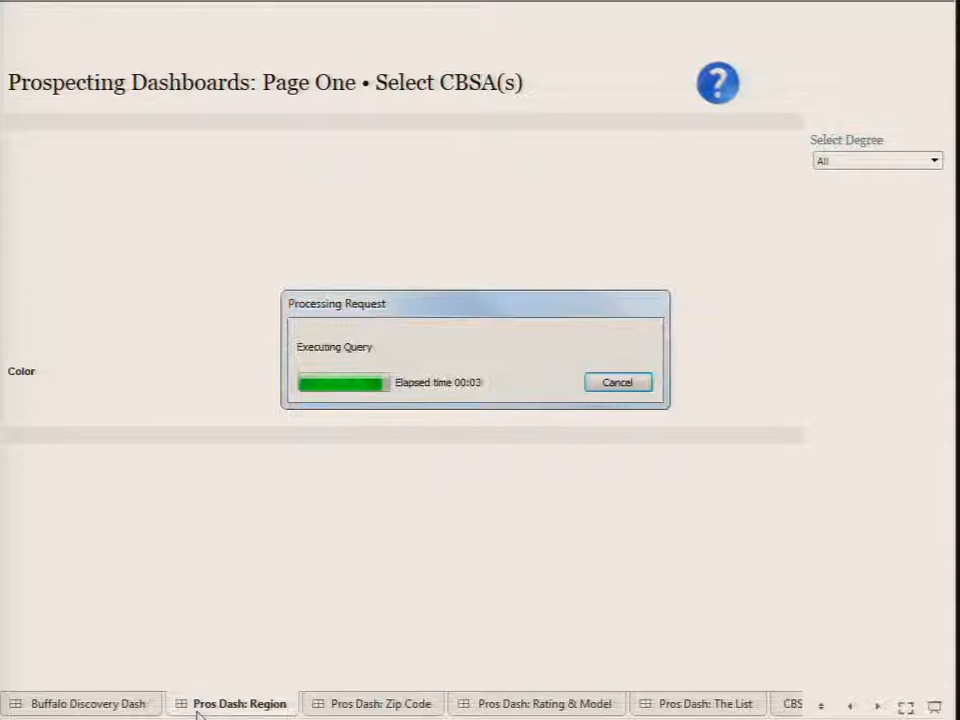 Prospecting Dashboards: Page One • Select CBSA(s)
?
Select Degree
All
Processing Request
Executing Query
Elapsed time 00:03
Cancel
Color
Buffalo Discovery Dash
Pros Dash: Region
Pros Dash: Zip Code
Pros Dash: Rating & Model
Pros Dash: The List
CBS